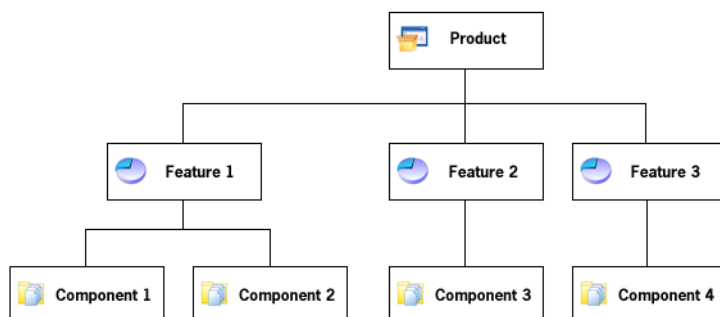 Product
Feature 1
Feature 2
Feature 3
Component 1
Component 2
Component 3
Component 4